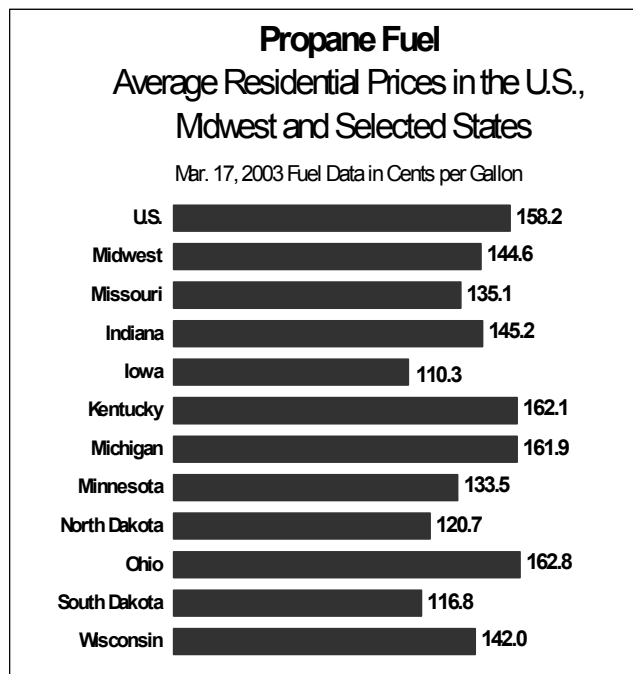 Propane Fuel
Average Residential Prices in the U.S.,
Midwest and Selected States
Mar. 17, 2003 Fuel Data in Cents per Gallon
U.S. 158.2
Midwest 144.6
Missouri 135.1
Indiana 145.2
Iowa 110.3
Kentucky 162.1
Michigan 161.9
Minnesota 133.5
North Dakota 120.7
Ohio 162.8
South Dakota 116.8
Wisconsin 142.0